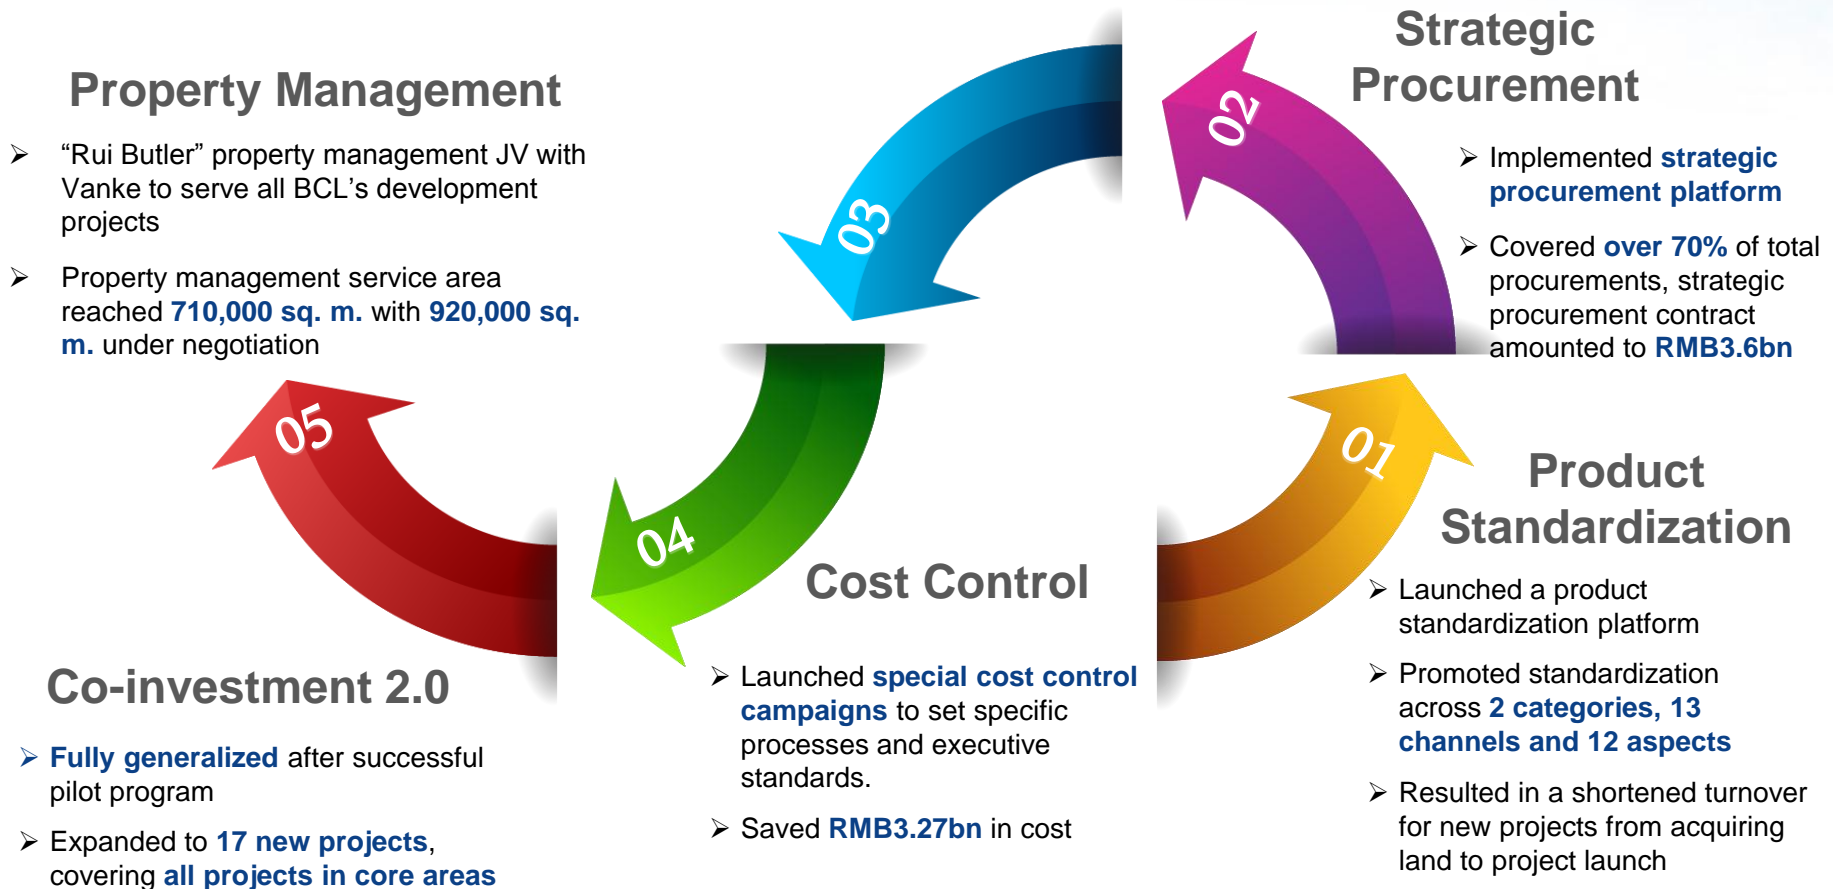 Property Management
➢ “Rui Butler” property management JV with
Vanke to serve all BCL’s development
projects
➢ Property management service area
reached 710,000 sq. m. with 920,000 sq.
m. under negotiation
03
02
Strategic
Procurement
➢ Implemented strategic
procurement platform
➢ Covered over 70% of total
procurements, strategic
procurement contract
amounted to RMB3.6bn
05
04
01
Product
Standardization
➢ Launched a product
standardization platform
➢ Promoted standardization
across 2 categories, 13
channels and 12 aspects
➢ Resulted in a shortened turnover
for new projects from acquiring
land to project launch
Cost Control
➢ Launched special cost control
campaigns to set specific
processes and executive
standards.
➢ Saved RMB3.27bn in cost
Co-investment 2.0
➢ Fully generalized after successful
pilot program
➢ Expanded to 17 new projects,
covering all projects in core areas